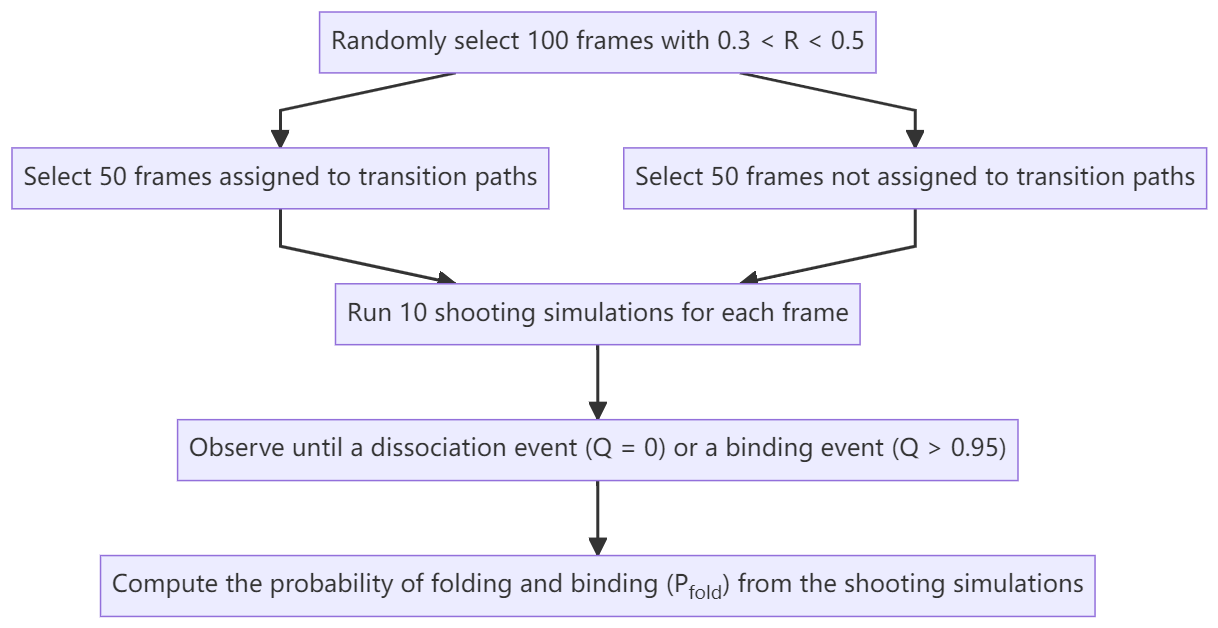 Randomly select 100 frames with 0.3 < R < 0.5
Select 50 frames assigned to transition paths
Select 50 frames not assigned to transition paths
Run 10 shooting simulations for each frame
Observe until a dissociation event (Q = 0) or a binding event (Q > 0.95)
Compute the probability of folding and binding (Pfold) from the shooting simulations